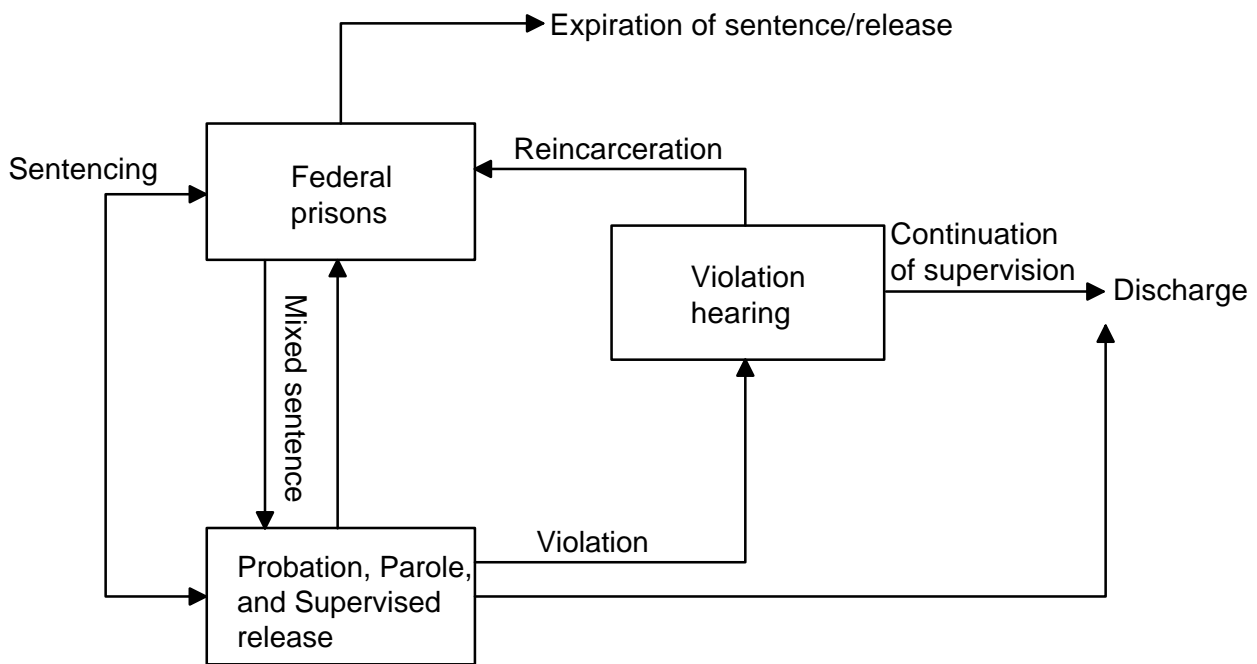 Expiration of sentence/release
Sentencing
Federal
prisons
Reincarceration
Violation
hearing
Continuation
of supervision
Discharge
Mixed sentence
Violation
Probation, Parole,
and Supervised
release